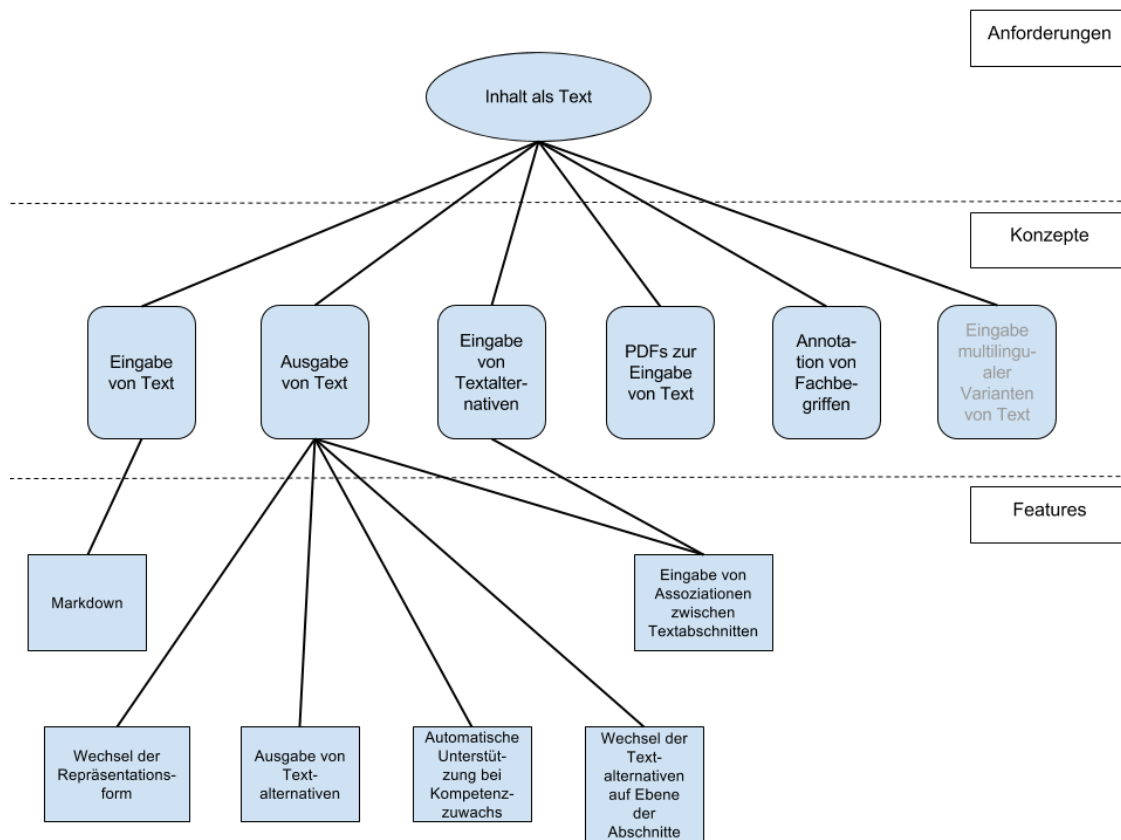 Anforderungen
Inhalt als Text
Konzepte
Eingabe
von Text
Ausgabe
von Text
Eingabe
von
Textalter-
nativen
PDFs zur
Eingabe
von Text
Annota-
tion von
Fachbe-
griffen
Eingabe
multilingu-
aler
Varianten
von Text
Features
Markdown
Eingabe von
Assoziationen
zwischen
Textabschnitten
Wechsel der
Repräsentations-
form
Ausgabe von
Text-
alternativen
Automatische
Unterstüt-
zung bei
Kompetenz-
zuwachs
Wechsel der
Text-
alternativen
auf Ebene
der
Abschnitte